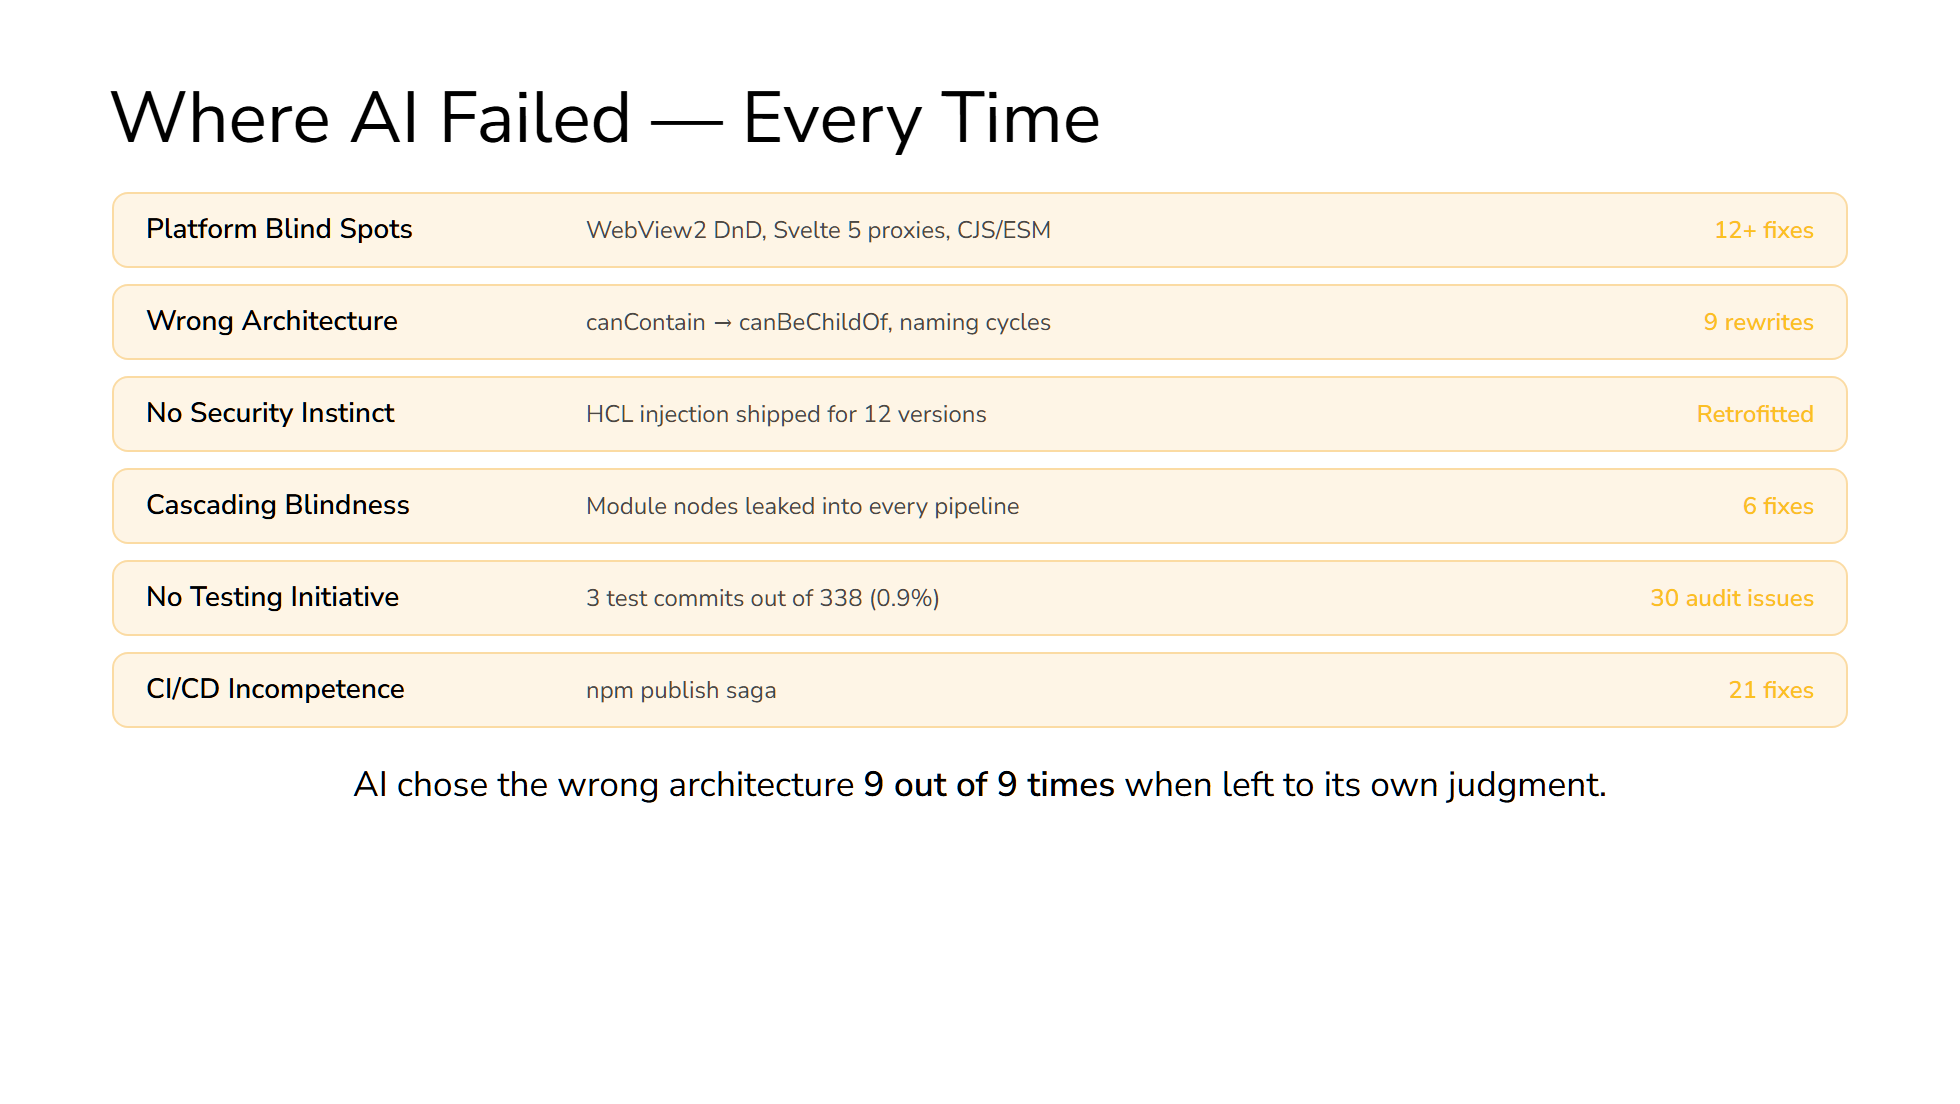 Where AI Failed — Every Time
Platform Blind Spots WebView2 DnD, Svelte 5 proxies, CJS/ESM 12+ fixes
Wrong Architecture canContain → canBeChildOf, naming cycles 9 rewrites
No Security Instinct HCL injection shipped for 12 versions Retrofitted
Cascading Blindness Module nodes leaked into every pipeline 6 fixes
No Testing Initiative 3 test commits out of 338 (0.9%) 30 audit issues
CI/CD Incompetence npm publish saga 21 fixes
AI chose the wrong architecture 9 out of 9 times when left to its own judgment.